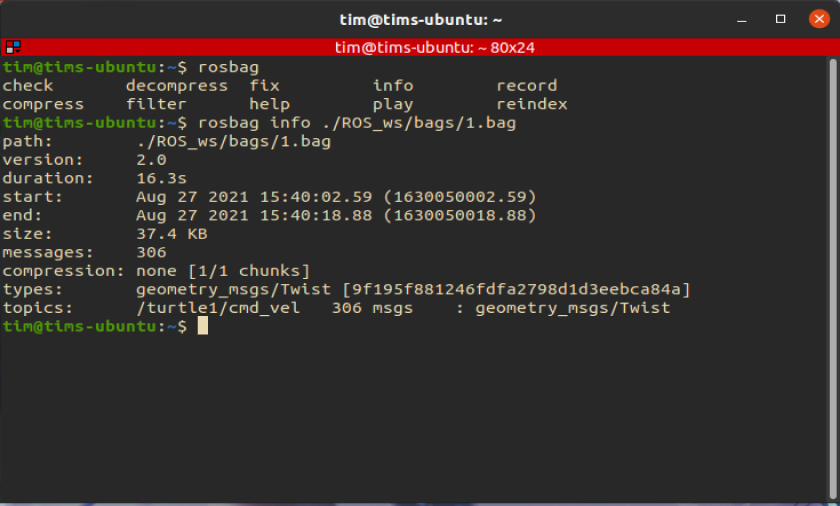 tim@tims-ubuntu: ~
tim@tims-ubuntu: ~ 80x24
tim@tims-ubuntu:~$ rosbag
check       decompress  fix         info        record
compress    filter      help        play        reindex
tim@tims-ubuntu:~$ rosbag info ./ROS_ws/bags/1.bag
path:        ./ROS_ws/bags/1.bag
version:     2.0
duration:    16.3s
start:       Aug 27 2021 15:40:02.59 (1630050002.59)
end:         Aug 27 2021 15:40:18.88 (1630050018.88)
size:        37.4 KB
messages:    306
compression: none [1/1 chunks]
types:       geometry_msgs/Twist [9f195f881246fdfa2798d1d3eebca84a]
topics:      /turtle1/cmd_vel   306 msgs    : geometry_msgs/Twist
tim@tims-ubuntu:~$